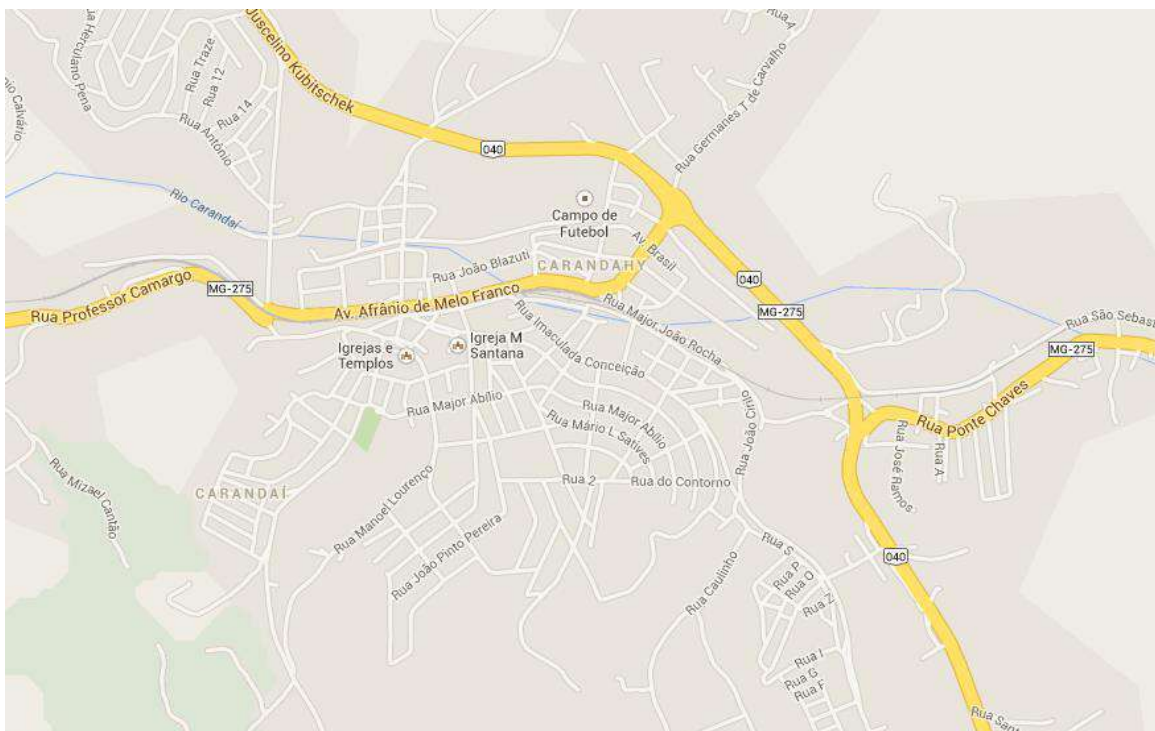 Juscelino Kubitschek
Rua 4
Herculano Pena
Rua Traze
Rua 12
Rua 14
Rua Antônio
Calvário
040
Rua Germanes T de Carvalho
Rio Carandaí
Campo de
Futebol
Av. Brasil
Rua João Blazuti
CARANDAHY
040
MG-275
MG-275
Rua Professor Camargo
Av. Afrânio de Melo Franco
Rua Major João Rocha
Rua São Sebast
MG-275
Igrejas e
Templos
Igreja M
Santana
Rua Imaculada Conceição
Rua Major Abílio
Rua Major Abílio
Rua Mário L Satives
Rua João Cirilo
Rua Ponte Chaves
Rua José Ramos
Rua A
Rua Mizael Cantão
CARANDAÍ
Rua Manoel Lourenço
Rua 2
Rua do Contorno
Rua João Pinto Pereira
Rua S
040
Rua P
Rua O
Rua Caulinho
Rua Z
Rua I
Rua G
Rua F
Rua Sant